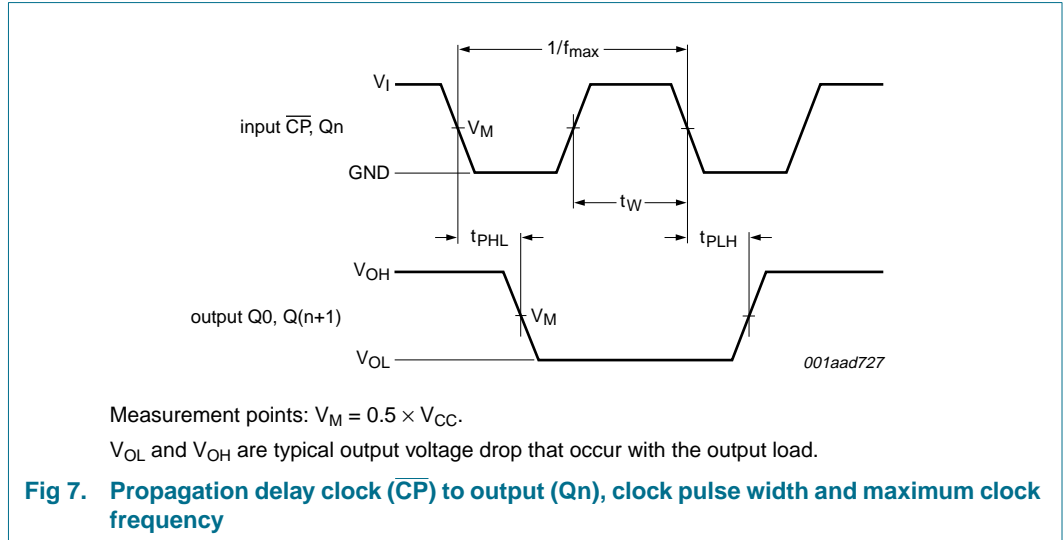 1/fmax
VI
input C̅P̅, Qn
VM
GND
tW
tPHL
tPLH
VOH
output Q0, Q(n+1)
VM
VOL
001aad727
Measurement points: VM = 0.5 × VCC.
VOL and VOH are typical output voltage drop that occur with the output load.
Fig 7. Propagation delay clock (C̅P̅) to output (Qn), clock pulse width and maximum clock
frequency